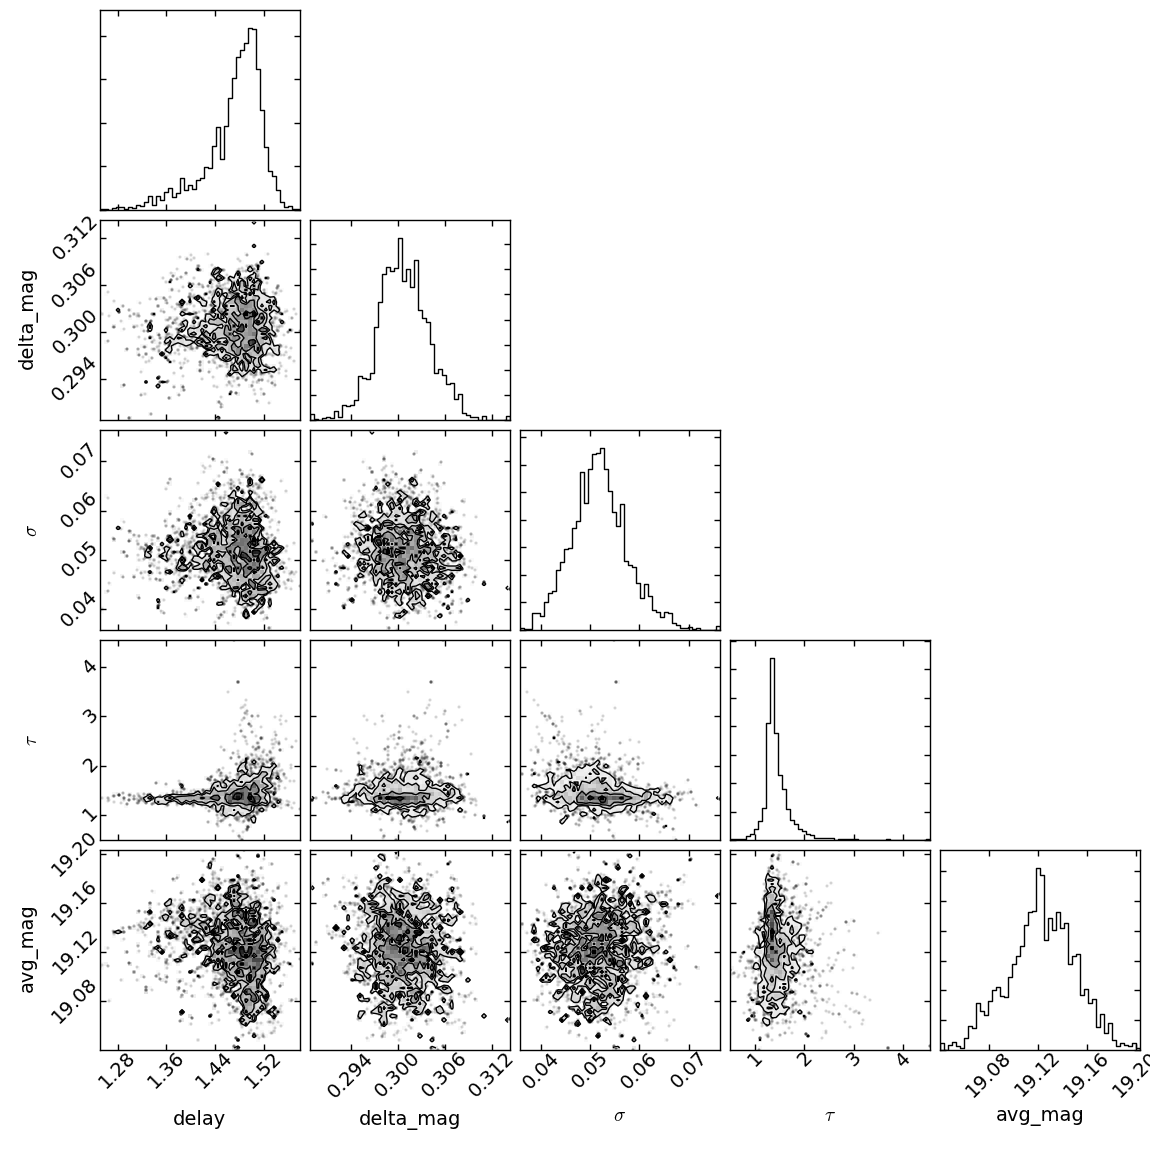 0.312
0.306
0.300
0.294
delta_mag
0.07
0.06
0.05
0.04
σ
4
3
2
1
τ
19.20
19.16
19.12
19.08
avg_mag
1.28 1.36 1.44 1.52
0.294 0.300 0.306 0.312
0.04 0.05 0.06 0.07
1 2 3 4
19.08 19.12 19.16 19.20
delay delta_mag σ τ avg_mag